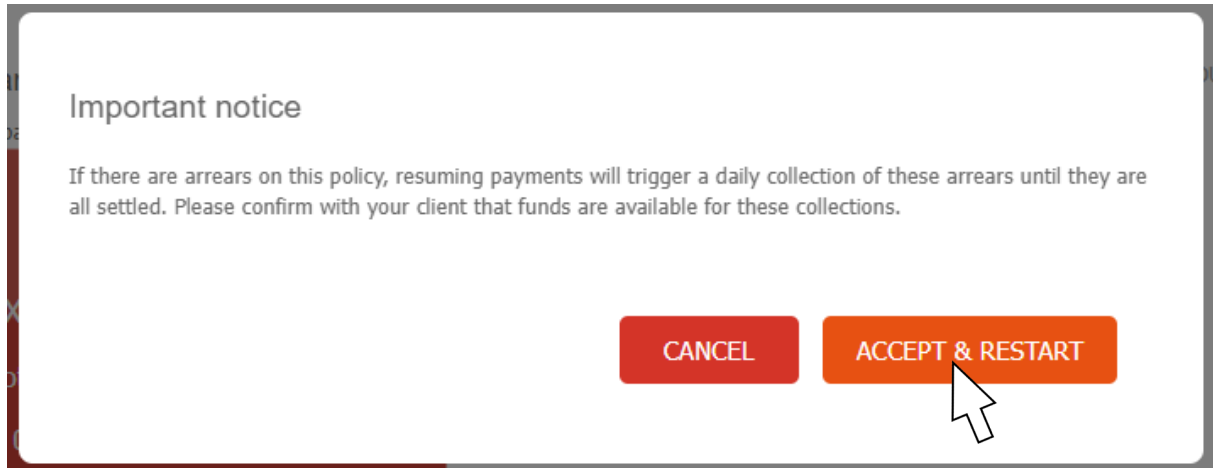 Important notice
If there are arrears on this policy, resuming payments will trigger a daily collection of these arrears until they are
all settled. Please confirm with your client that funds are available for these collections.
CANCEL
ACCEPT & RESTART